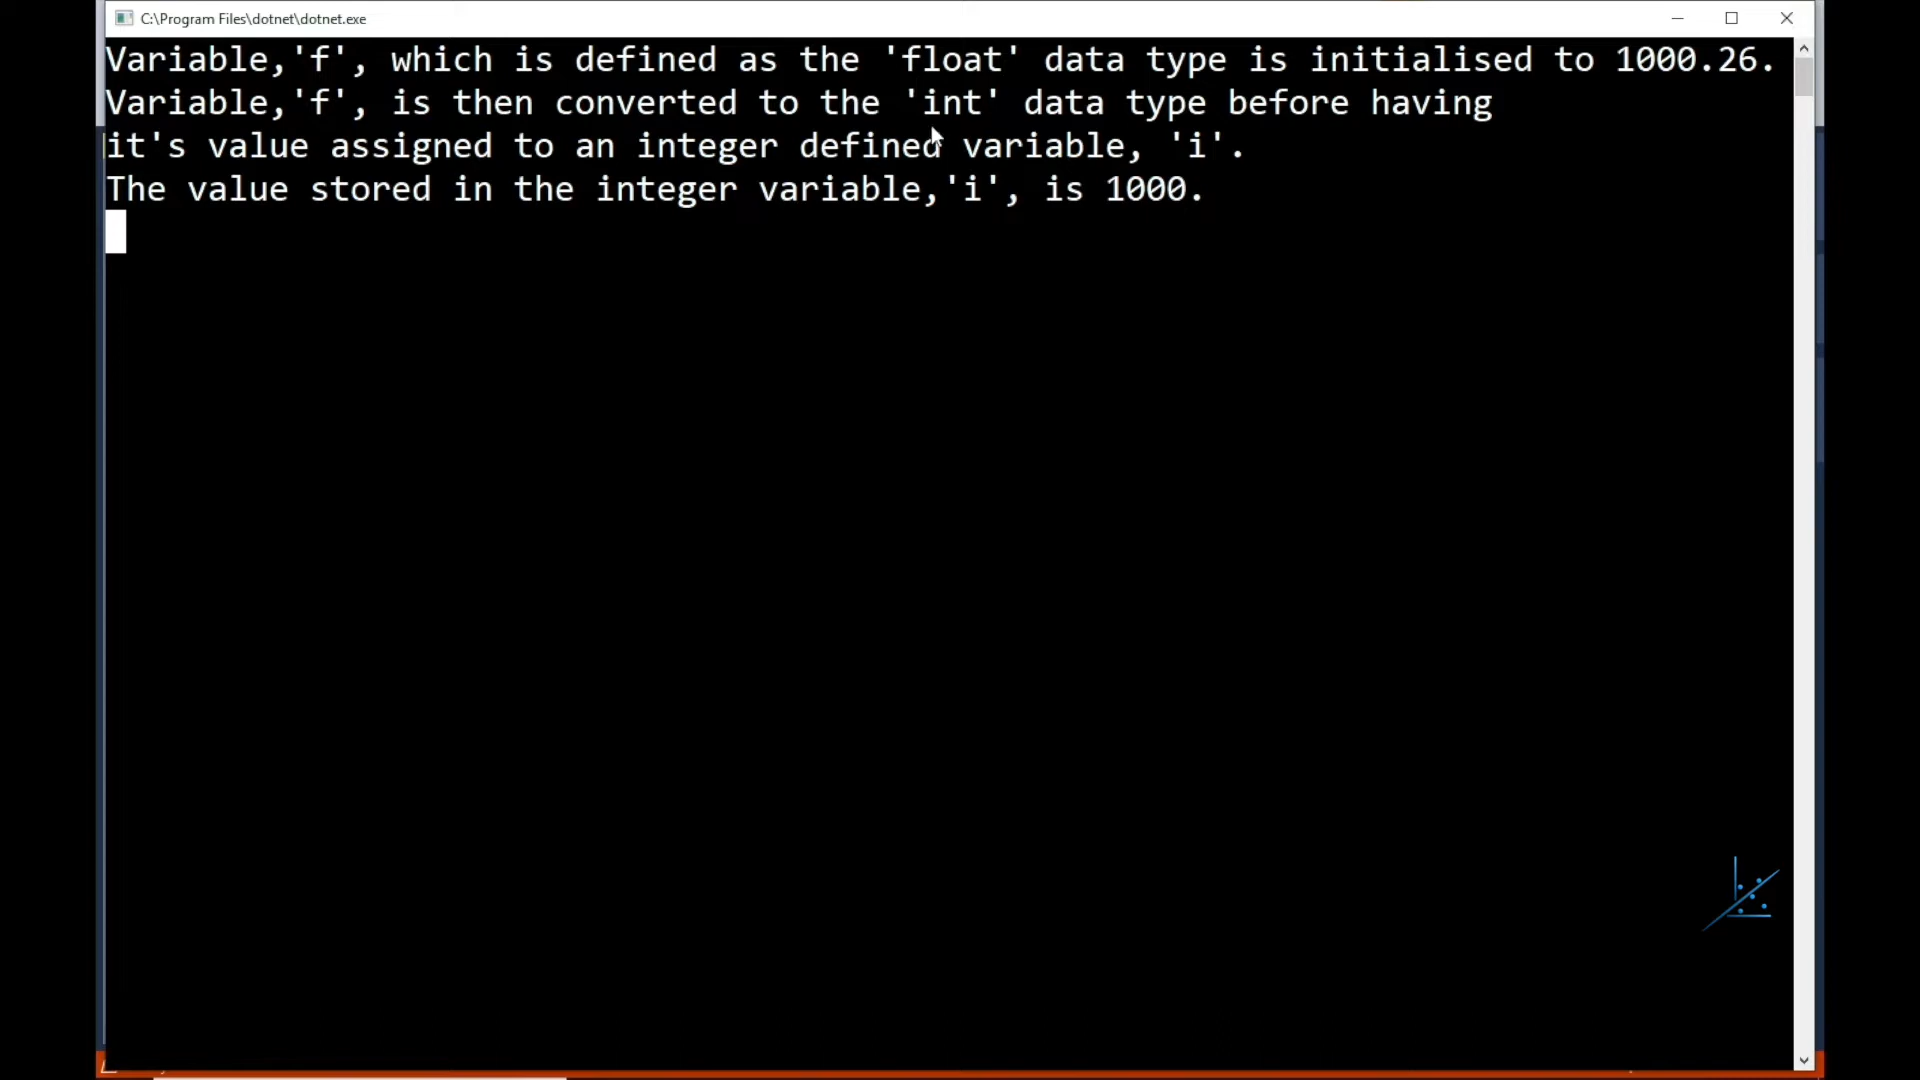 C:\Program Files\dotnet\dotnet.exe
Variable,'f', which is defined as the 'float' data type is initialised to 1000.26.
Variable,'f', is then converted to the 'int' data type before having
it's value assigned to an integer defined variable, 'i'.
The value stored in the integer variable,'i', is 1000.